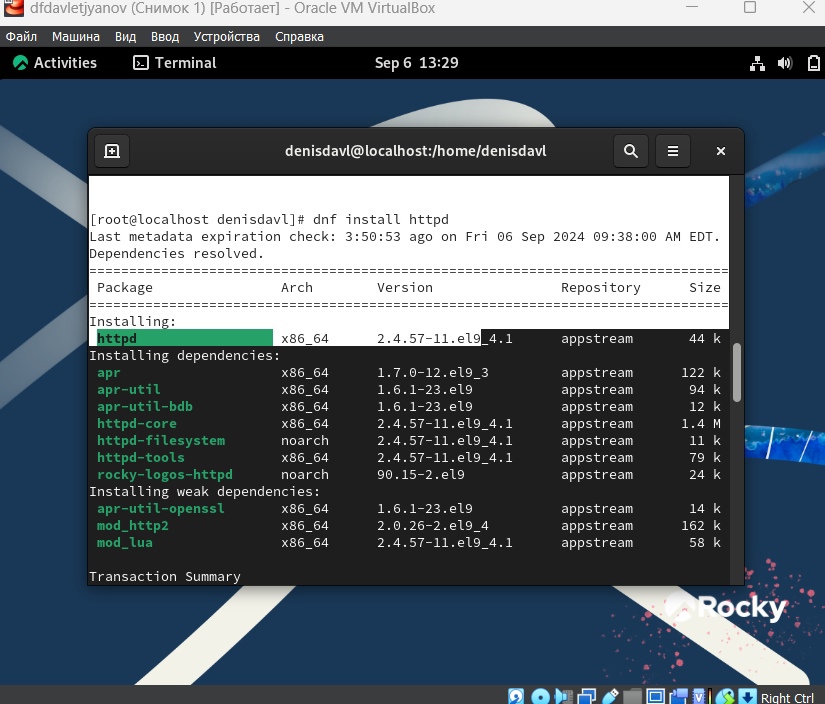 dfdavletjyanov (Снимок 1) [Работает] - Oracle VM VirtualBox
Файл Машина Вид Ввод Устройства Справка
Activities Terminal Sep 6 13:29
denisdavl@localhost:/home/denisdavl
[root@localhost denisdavl]# dnf install httpd
Last metadata expiration check: 3:50:53 ago on Fri 06 Sep 2024 09:38:00 AM EDT.
Dependencies resolved.
================================================================================
Package Arch Version Repository Size
================================================================================
Installing:
httpd x86_64 2.4.57-11.el9_4.1 appstream 44 k
Installing dependencies:
apr x86_64 1.7.0-12.el9_3 appstream 122 k
apr-util x86_64 1.6.1-23.el9 appstream 94 k
apr-util-bdb x86_64 1.6.1-23.el9 appstream 12 k
httpd-core x86_64 2.4.57-11.el9_4.1 appstream 1.4 M
httpd-filesystem noarch 2.4.57-11.el9_4.1 appstream 11 k
httpd-tools x86_64 2.4.57-11.el9_4.1 appstream 79 k
rocky-logos-httpd noarch 90.15-2.el9 appstream 24 k
Installing weak dependencies:
apr-util-openssl x86_64 1.6.1-23.el9 appstream 14 k
mod_http2 x86_64 2.0.26-2.el9_4 appstream 162 k
mod_lua x86_64 2.4.57-11.el9_4.1 appstream 58 k
Transaction Summary
Rocky
Right Ctrl